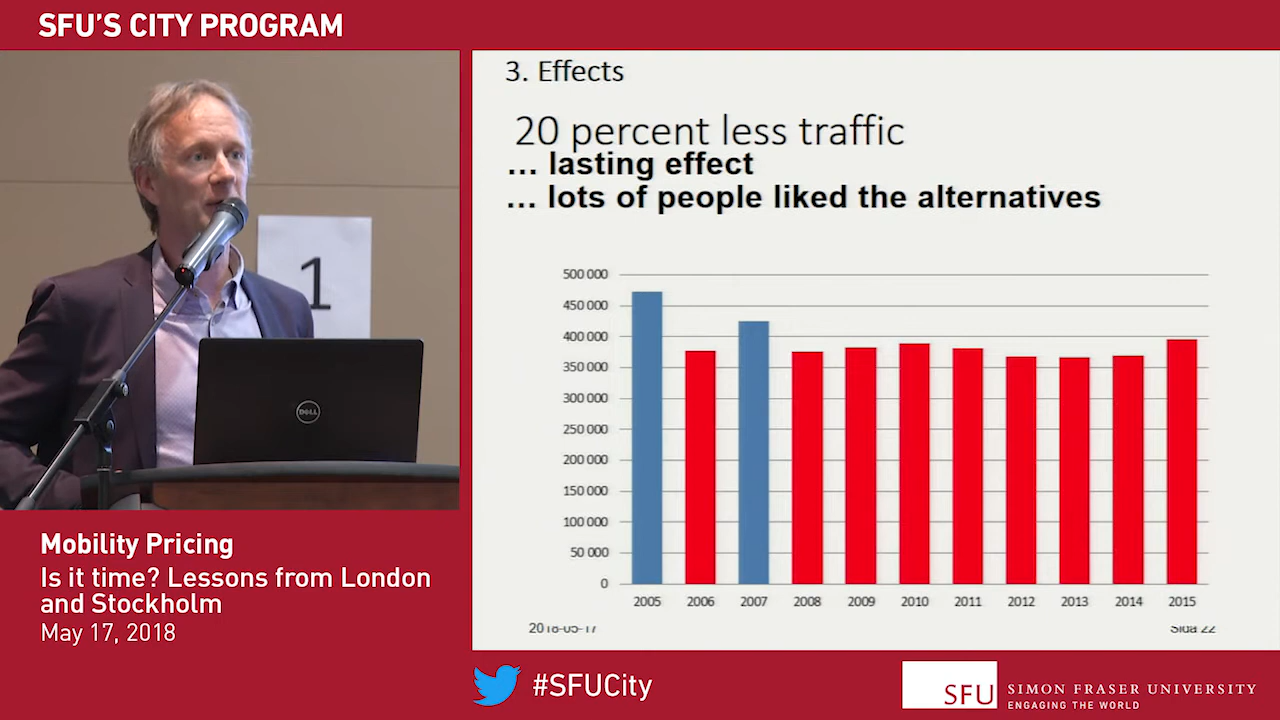 SFU'S CITY PROGRAM
1
DELL
3. Effects
20 percent less traffic
... lasting effect
... lots of people liked the alternatives
500 000
450 000
400 000
350 000
300 000
250 000
200 000
150 000
100 000
50 000
0
2005 2006 2007 2008 2009 2010 2011 2012 2013 2014 2015
2018-05-17
Sida 22
Mobility Pricing
Is it time? Lessons from London
and Stockholm
May 17, 2018
#SFUCity
SFU
SIMON FRASER UNIVERSITY
ENGAGING THE WORLD